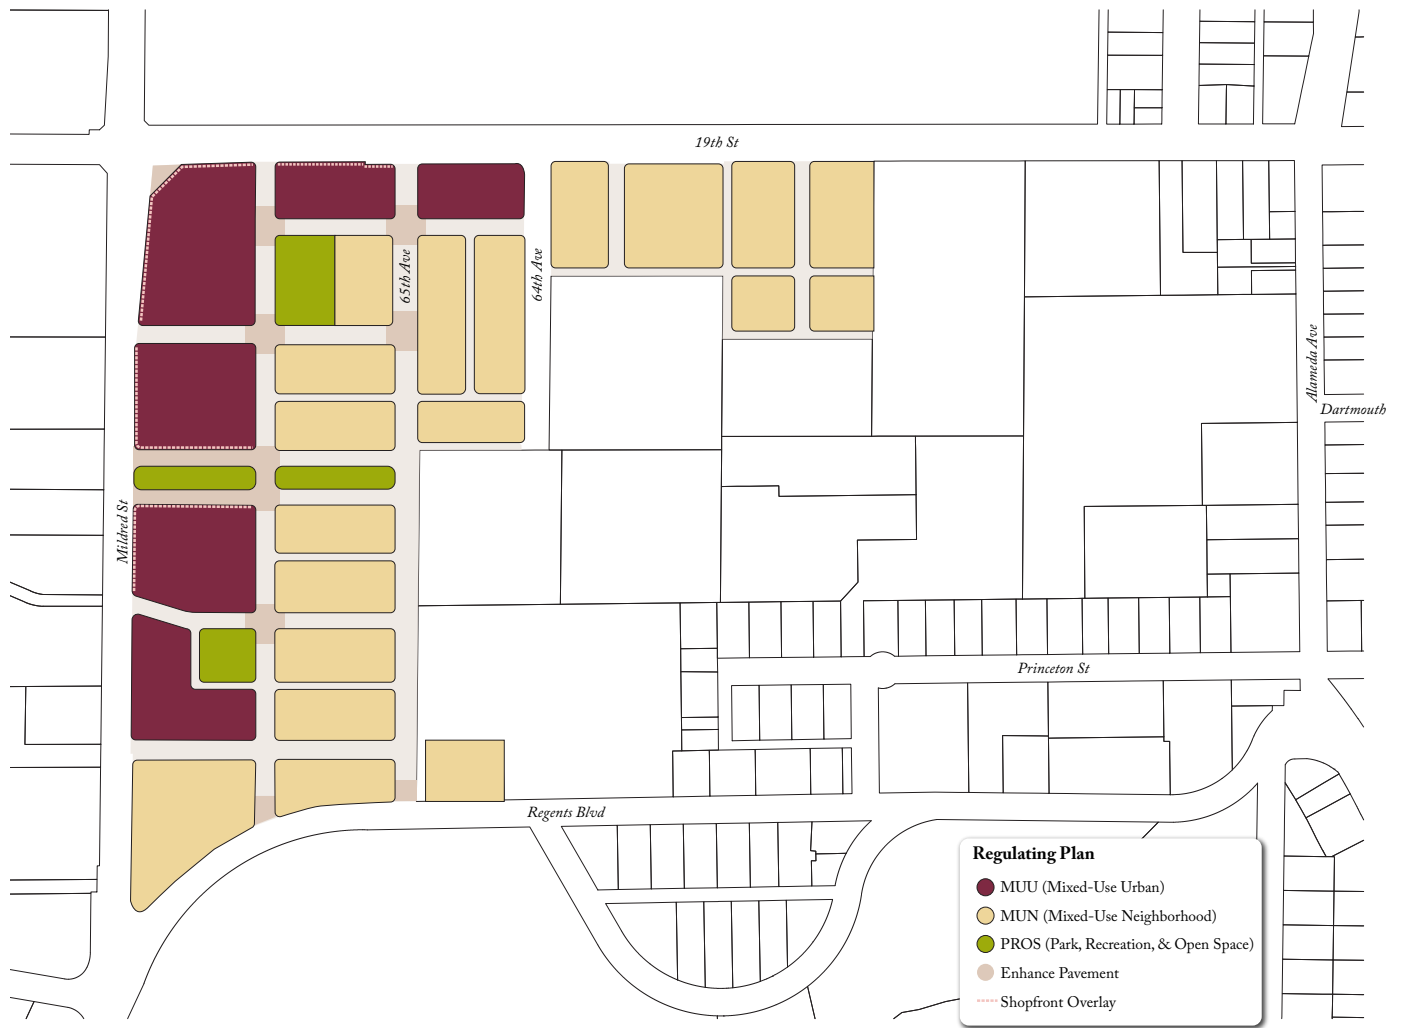 19th St
65th Ave
64th Ave
Alameda Ave
Dartmouth
Mildred St
Princeton St
Regents Blvd
Regulating Plan
MUU (Mixed-Use Urban)
MUN (Mixed-Use Neighborhood)
PROS (Park, Recreation, & Open Space)
Enhance Pavement
Shopfront Overlay